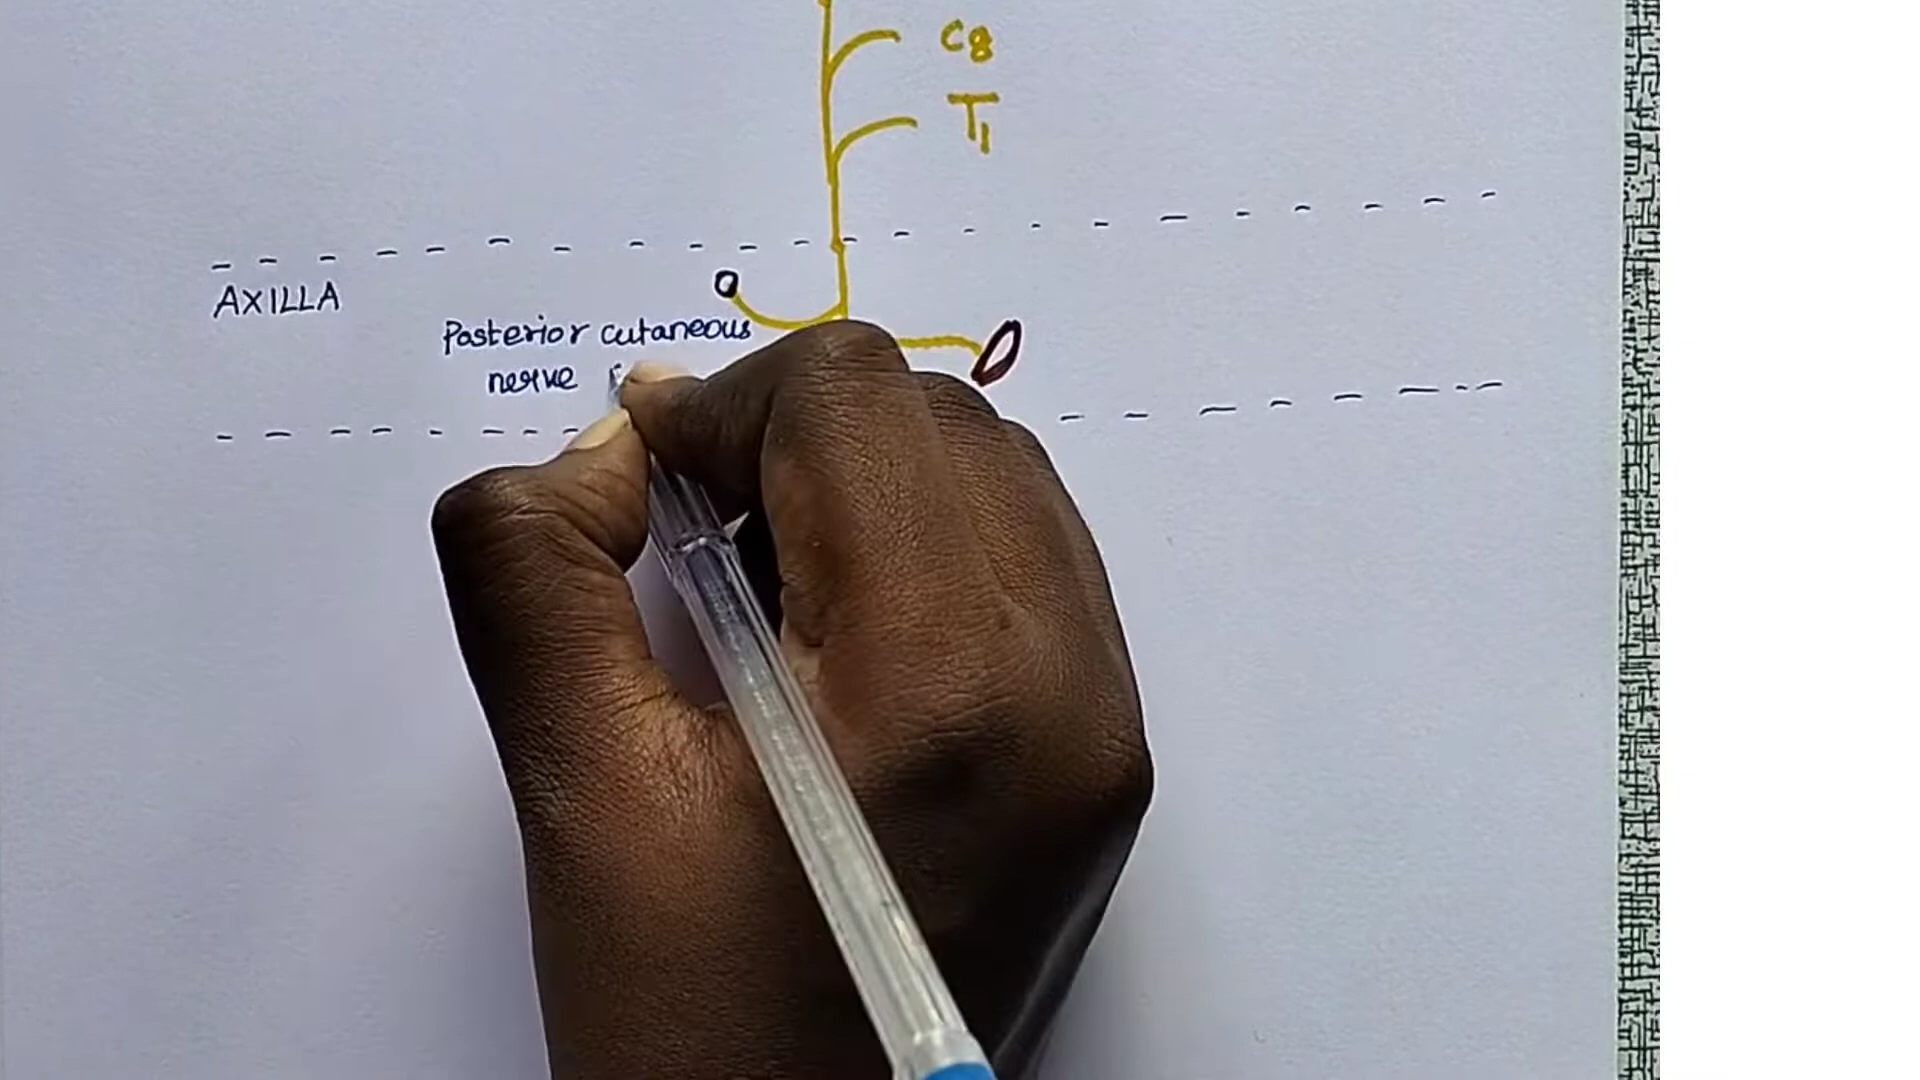 C8
T1
AXILLA
Posterior cutaneous
nerve